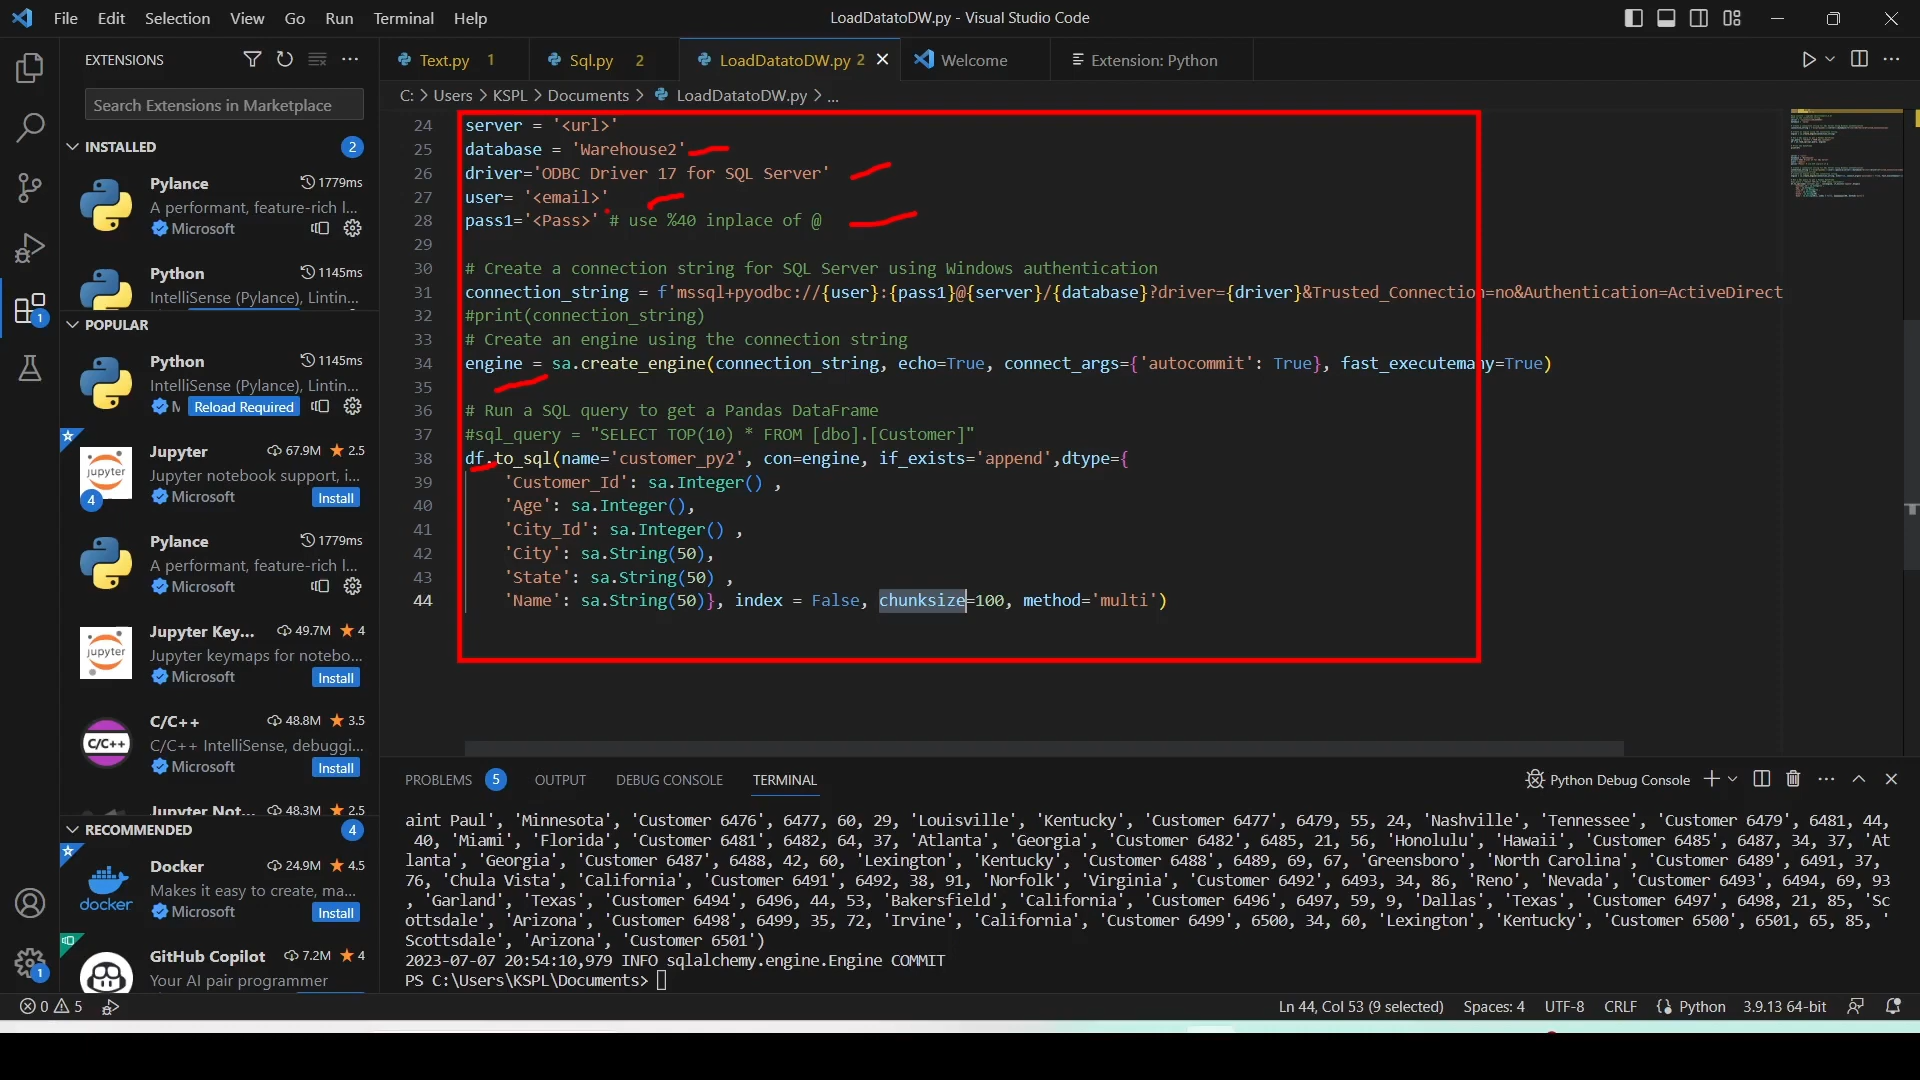 File Edit Selection View Go Run Terminal Help
LoadDatatoDW.py - Visual Studio Code
EXTENSIONS
Text.py 1
Sql.py 2
LoadDatatoDW.py 2
Welcome
Extension: Python
C: > Users > KSPL > Documents > LoadDatatoDW.py > ...
Search Extensions in Marketplace
INSTALLED 2
Pylance 1779ms
A performant, feature-rich l...
Microsoft
Python 1145ms
IntelliSense (Pylance), Lintin...
POPULAR
Python 1145ms
IntelliSense (Pylance), Lintin...
Reload Required
Jupyter 67.9M 2.5
jupyter
Jupyter notebook support, i...
4 Microsoft Install
Pylance 1779ms
A performant, feature-rich l...
Microsoft
Jupyter Key... 49.7M 4
jupyter
Jupyter keymaps for notebo...
Microsoft Install
C/C++ 48.8M 3.5
C/C++
C/C++ IntelliSense, debuggi...
Microsoft Install
Jupyter Not... 48.3M 2.5
RECOMMENDED 4
Docker 24.9M 4.5
Makes it easy to create, ma...
docker
Microsoft Install
GitHub Copilot 7.2M 4
Your AI pair programmer
1
1
24 server = '<url>'
25 database = 'Warehouse2'
26 driver='ODBC Driver 17 for SQL Server'
27 user= '<email>'
28 pass1='<Pass>' # use %40 inplace of @
29
30 # Create a connection string for SQL Server using Windows authentication
31 connection_string = f'mssql+pyodbc://{user}:{pass1}@{server}/{database}?driver={driver}&Trusted_Connection=no&Authentication=ActiveDirect
32 #print(connection_string)
33 # Create an engine using the connection string
34 engine = sa.create_engine(connection_string, echo=True, connect_args={'autocommit': True}, fast_executemany=True)
35
36 # Run a SQL query to get a Pandas DataFrame
37 #sql_query = "SELECT TOP(10) * FROM [dbo].[Customer]"
38 df.to_sql(name='customer_py2', con=engine, if_exists='append',dtype={
39 'Customer_Id': sa.Integer() ,
40 'Age': sa.Integer(),
41 'City_Id': sa.Integer() ,
42 'City': sa.String(50),
43 'State': sa.String(50) ,
44 'Name': sa.String(50)}, index = False, chunksize=100, method='multi')
PROBLEMS 5 OUTPUT DEBUG CONSOLE TERMINAL
Python Debug Console
aint Paul', 'Minnesota', 'Customer 6476', 6477, 60, 29, 'Louisville', 'Kentucky', 'Customer 6477', 6479, 55, 24, 'Nashville', 'Tennessee', 'Customer 6479', 6481, 44,
40, 'Miami', 'Florida', 'Customer 6481', 6482, 64, 37, 'Atlanta', 'Georgia', 'Customer 6482', 6485, 21, 56, 'Honolulu', 'Hawaii', 'Customer 6485', 6487, 34, 37, 'At
lanta', 'Georgia', 'Customer 6487', 6488, 42, 60, 'Lexington', 'Kentucky', 'Customer 6488', 6489, 69, 67, 'Greensboro', 'North Carolina', 'Customer 6489', 6491, 37,
76, 'Chula Vista', 'California', 'Customer 6491', 6492, 38, 91, 'Norfolk', 'Virginia', 'Customer 6492', 6493, 34, 86, 'Reno', 'Nevada', 'Customer 6493', 6494, 69, 93
, 'Garland', 'Texas', 'Customer 6494', 6496, 44, 53, 'Bakersfield', 'California', 'Customer 6496', 6497, 59, 9, 'Dallas', 'Texas', 'Customer 6497', 6498, 21, 85, 'Sc
ottsdale', 'Arizona', 'Customer 6498', 6499, 35, 72, 'Irvine', 'California', 'Customer 6499', 6500, 34, 60, 'Lexington', 'Kentucky', 'Customer 6500', 6501, 65, 85, '
Scottsdale', 'Arizona', 'Customer 6501')
2023-07-07 20:54:10,979 INFO sqlalchemy.engine.Engine COMMIT
PS C:\Users\KSPL\Documents>
0 5
Ln 44, Col 53 (9 selected) Spaces: 4 UTF-8 CRLF Python 3.9.13 64-bit